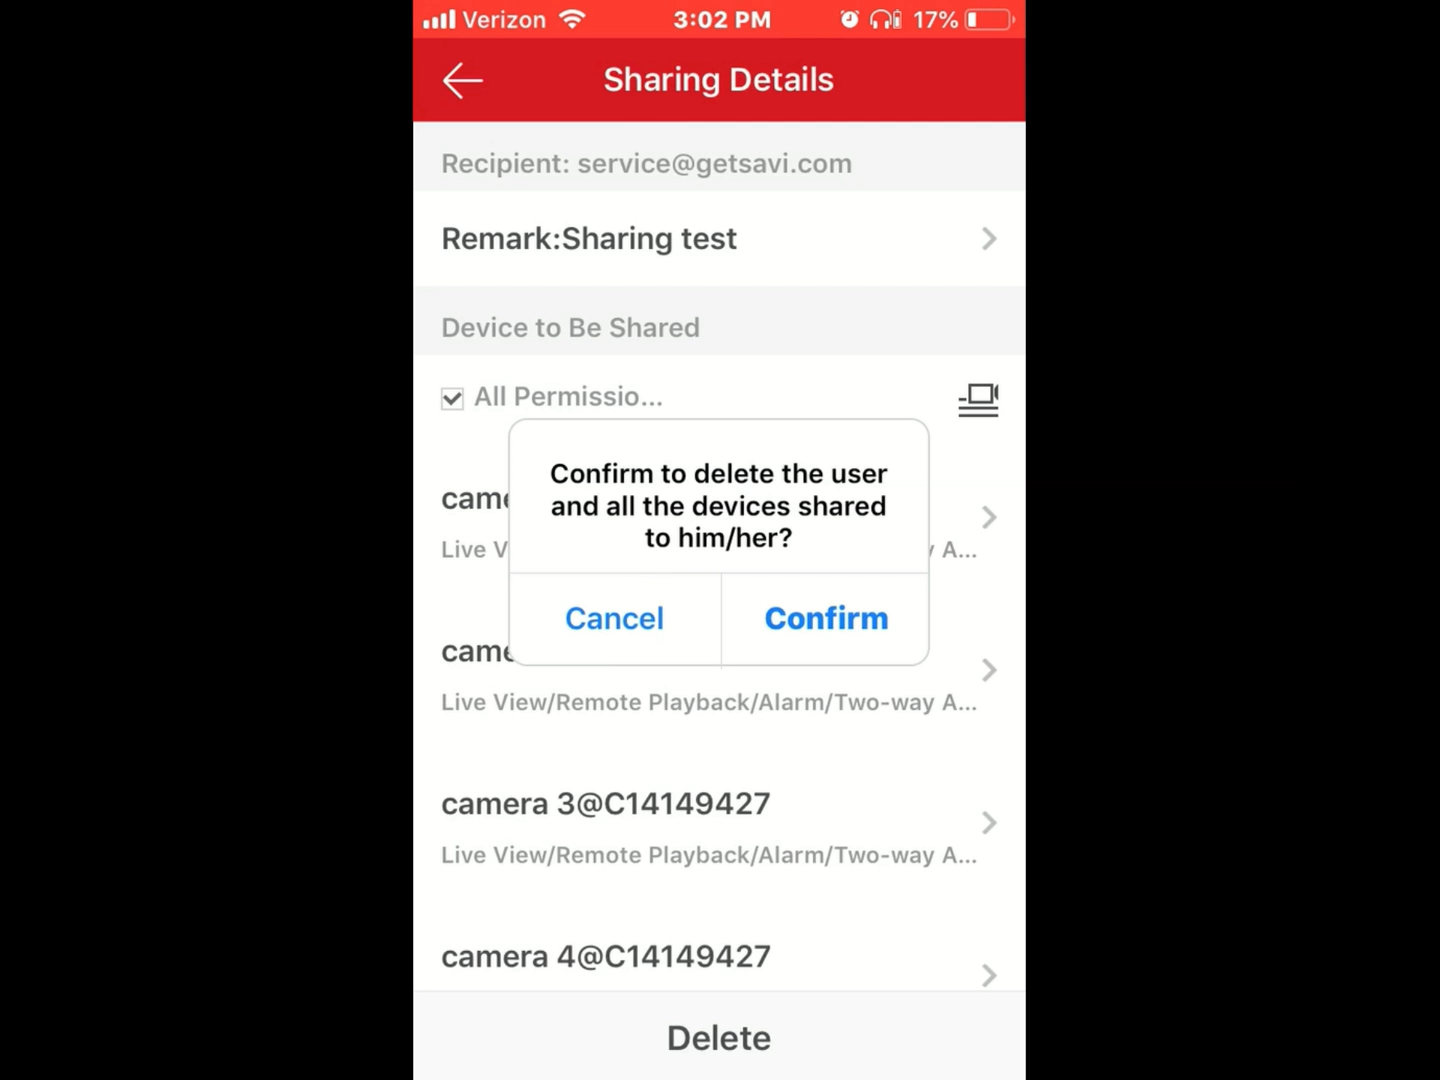 Verizon 3:02 PM 17%
Sharing Details
Recipient: service@getsavi.com
Remark:Sharing test
Device to Be Shared
All Permissio...
Confirm to delete the user
and all the devices shared
to him/her?
Cancel Confirm
came
Live V A...
came
Live View/Remote Playback/Alarm/Two-way A...
camera 3@C14149427
Live View/Remote Playback/Alarm/Two-way A...
camera 4@C14149427
Delete